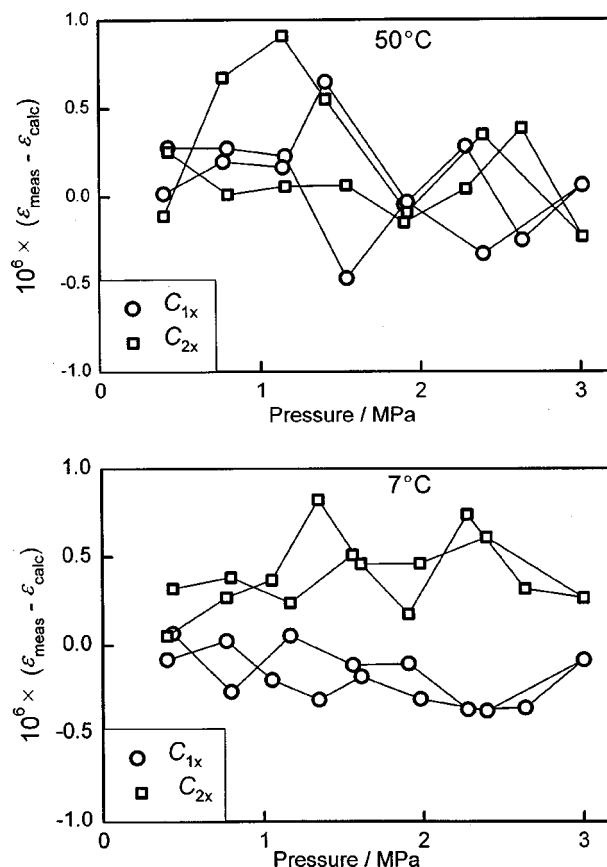 1.0
50°C
0.5
0.0
-0.5
-1.0
10⁶ × (εmeas - εcalc)
C1x
C2x
0 1 2 3
Pressure / MPa
1.0
7°C
0.5
0.0
-0.5
-1.0
10⁶ × (εmeas - εcalc)
C1x
C2x
0 1 2 3
Pressure / MPa